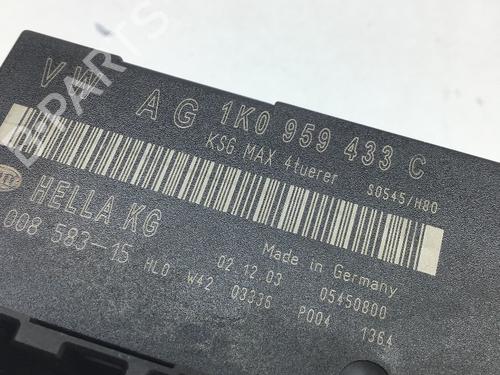 VW AG 1K0 959 433 C
KSG MAX 4tuerer S0545/H80
HELLA KG
008 583-15 02.12.03 Made in Germany
HL0 W42 03336 05450800
P004 1364
B-PARTS